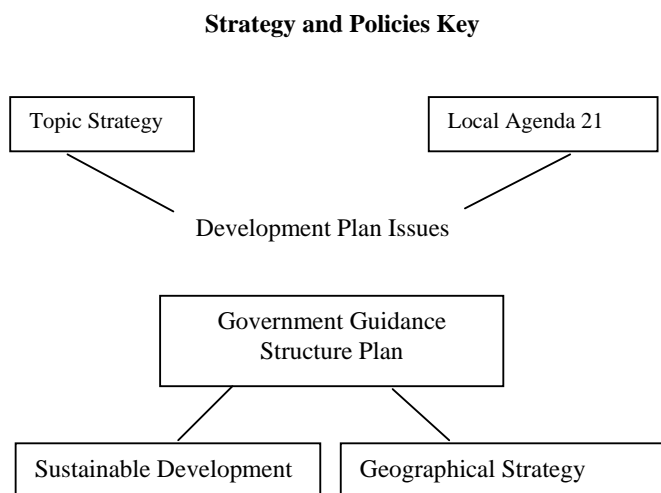 Strategy and Policies Key
Topic Strategy
Local Agenda 21
Development Plan Issues
Government Guidance
Structure Plan
Sustainable Development
Geographical Strategy